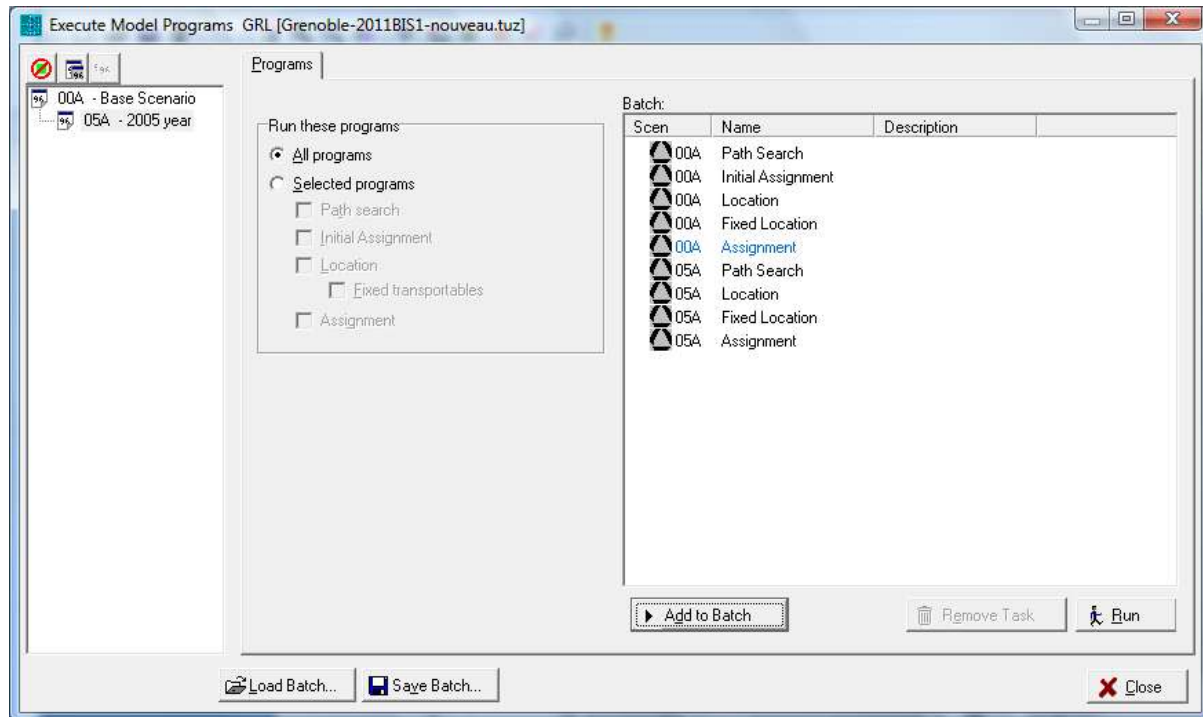 Execute Model Programs GRL [Grenoble-2011BIS1-nouveau.tuz]
Programs
00A - Base Scenario
05A - 2005 year
Run these programs
All programs
Selected programs
Path search
Initial Assignment
Location
Fixed transportables
Assignment
Batch:
Scen Name Description
00A Path Search
00A Initial Assignment
00A Location
00A Fixed Location
00A Assignment
05A Path Search
05A Location
05A Fixed Location
05A Assignment
Add to Batch
Remove Task
Run
Load Batch...
Save Batch...
Close